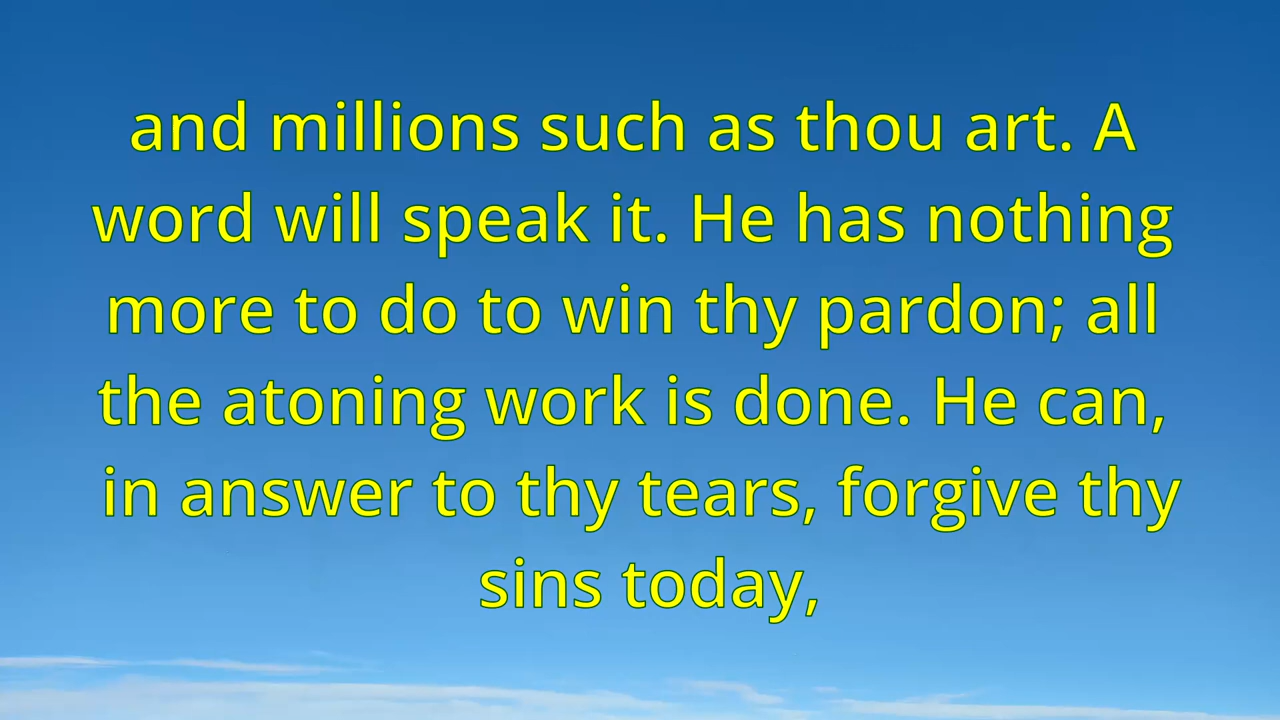 and millions such as thou art. A
word will speak it. He has nothing
more to do to win thy pardon; all
the atoning work is done. He can,
in answer to thy tears, forgive thy
sins today,